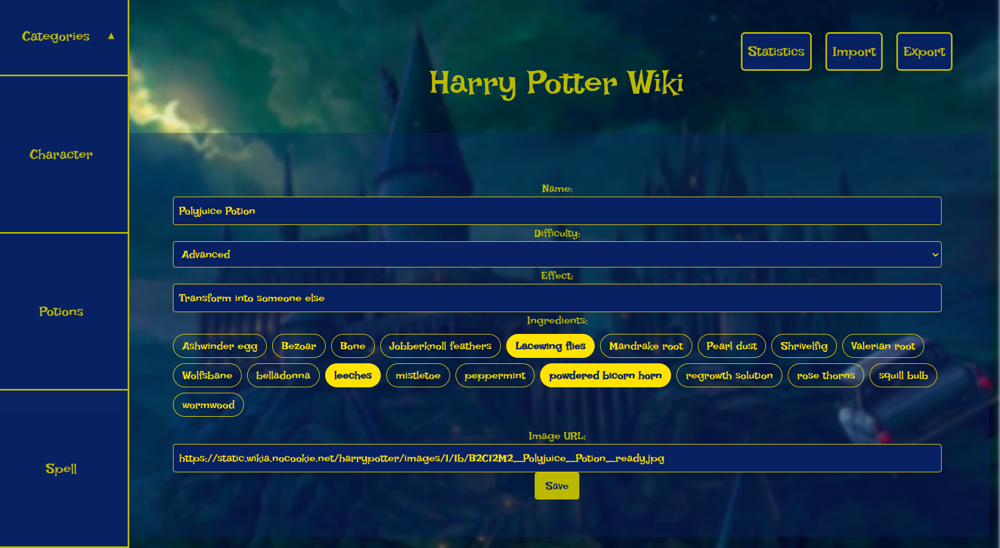 Categories ▲
Character
Potions
Spell
Statistics
Import
Export
Harry Potter Wiki
Name:
Polyjuice Potion
Difficulty:
Advanced
Effect:
Transform into someone else
Ingredients:
Ashwinder egg Bezoar Bone Jobberknoll feathers Lacewing flies Mandrake root Pearl dust Shrivelfig Valerian root
Wolfsbane belladonna leeches mistletoe peppermint powdered bicorn horn regrowth solution rose thorns squill bulb
wormwood
Image URL:
https://static.wikia.nocookie.net/harrypotter/images/1/1b/B2C12M2_Polyjuice_Potion_ready.jpg
Save